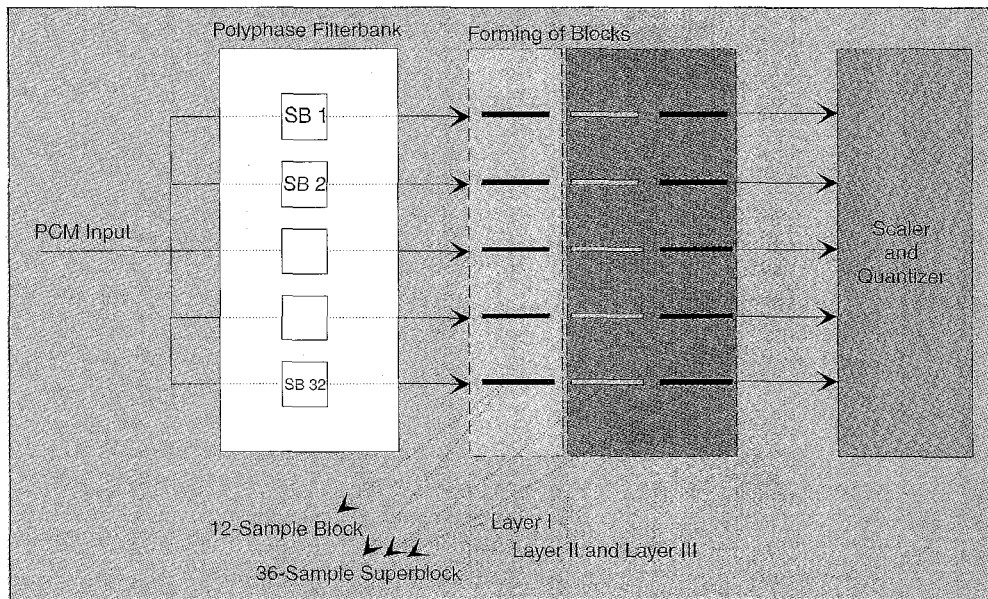 Polyphase Filterbank
Forming of Blocks
SB 1
SB 2
PCM Input
SB 32
Scaler
and
Quantizer
12-Sample Block
Layer I
Layer II and Layer III
36-Sample Superblock